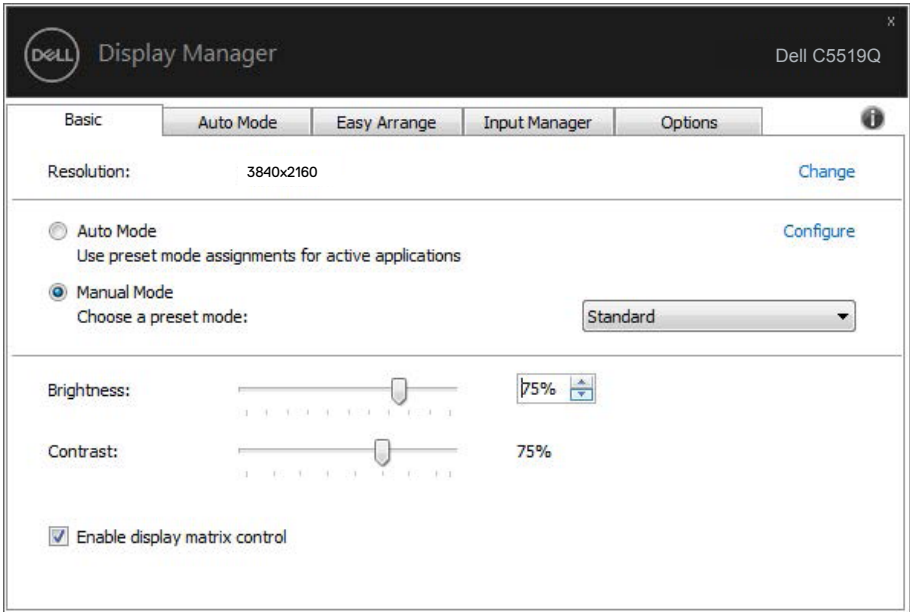 x
DELL Display Manager Dell C5519Q
Basic Auto Mode Easy Arrange Input Manager Options i
Resolution: 3840x2160 Change
Auto Mode Configure
Use preset mode assignments for active applications
Manual Mode
Choose a preset mode: Standard
Brightness: 75%
Contrast: 75%
Enable display matrix control